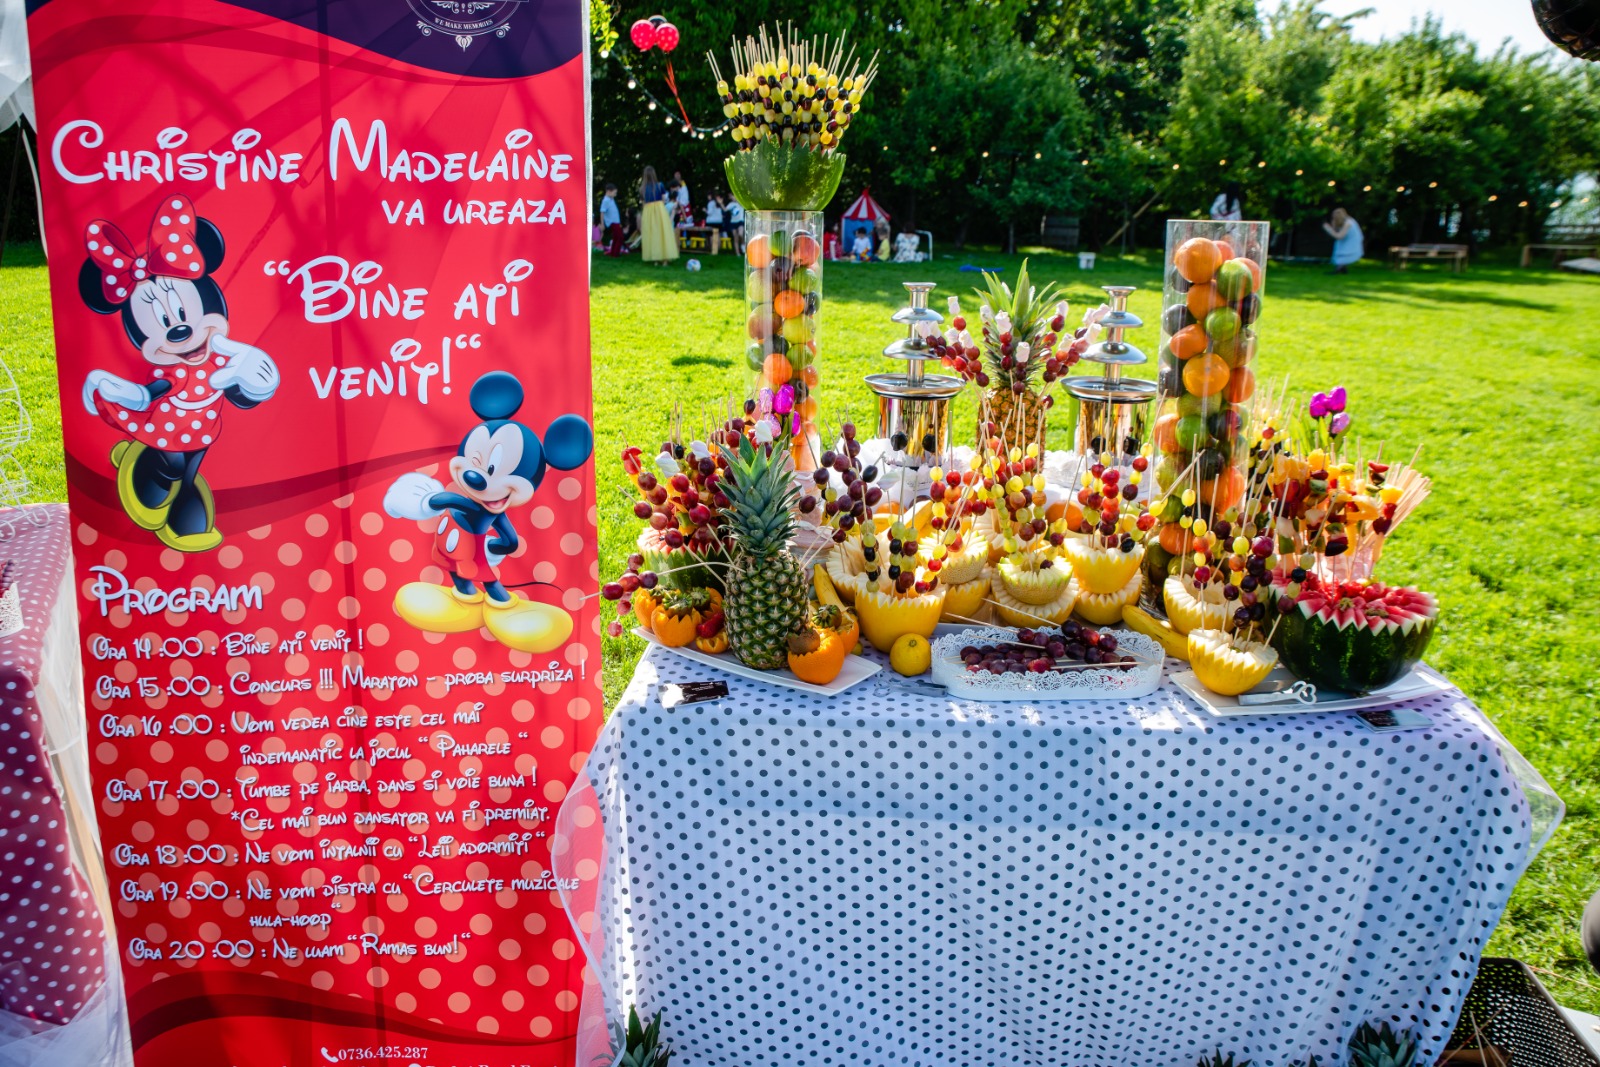 WE MAKE MEMORIES
CHRISTINE MADELAINE
VA UREAZA
“BINE AȚI
VENIT!“
PROGRAM
ORA 14 :00 : BINE AȚI VENIT !
ORA 15 :00 : CONCURS !!! MARATON - PROBA SURPRIZA !
ORA 16 :00 : VOM VEDEA CINE ESTE CEL MAI
INDEMANATIC LA JOCUL “ PAHARELE “
ORA 17 :00 : TUMBE PE IARBA, DANS SI VOIE BUNA !
*CEL MAI BUN DANSATOR VA FI PREMIAT.
ORA 18 :00 : NE VOM INTALNII CU “LEII ADORMIȚI“
ORA 19 :00 : NE VOM DISTRA CU “CERCULETE MUZICALE
HULA-HOOP“
ORA 20 :00 : NE LUAM “RAMAS BUN!“
0736.425.287